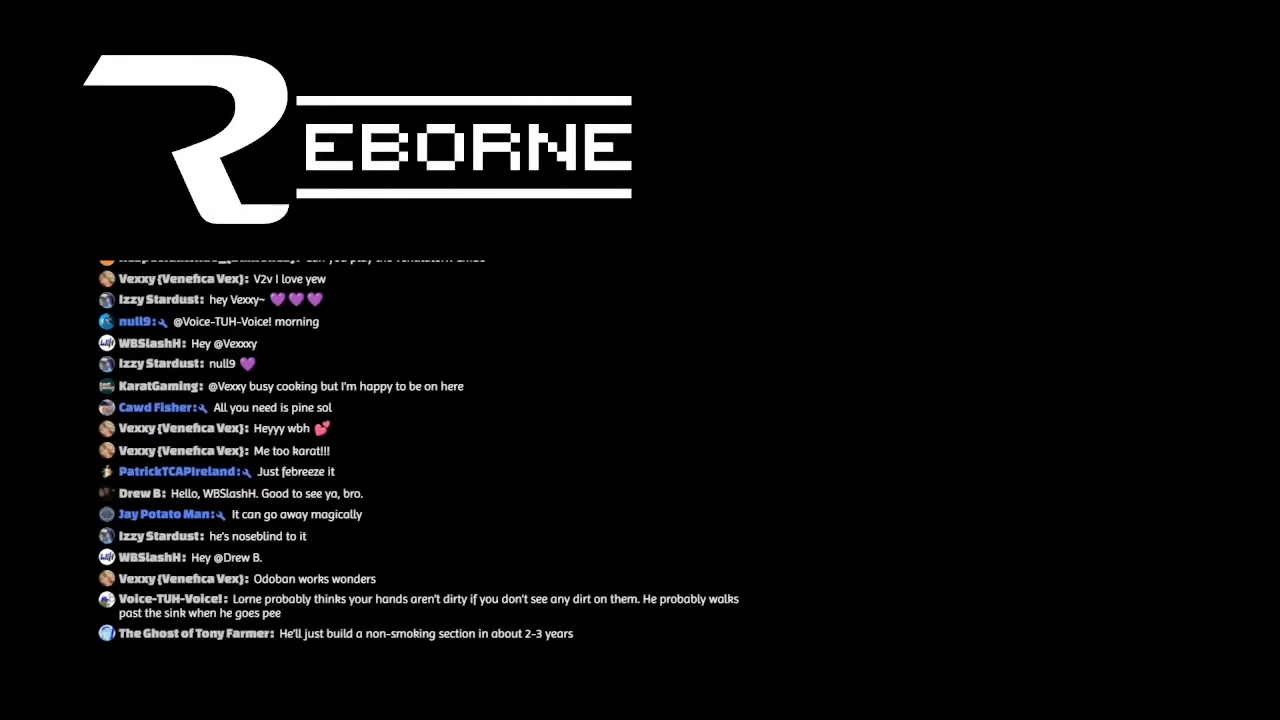 REBORNE
Vexxy {Venefica Vex}: V2v I love yew
Izzy Stardust: hey Vexxy~ 💜💜💜
null9: @Voice-TUH-Voice! morning
WBSlashH: Hey @Vexxxy
Izzy Stardust: null9 💜
KaratGaming: @Vexxy busy cooking but I'm happy to be on here
Cawd Fisher: All you need is pine sol
Vexxy {Venefica Vex}: Heyyy wbh 💕
Vexxy {Venefica Vex}: Me too karat!!!
PatrickTCAPIreland: Just febreeze it
Drew B: Hello, WBSlashH. Good to see ya, bro.
Jay Potato Man: It can go away magically
Izzy Stardust: he's noseblind to it
WBSlashH: Hey @Drew B.
Vexxy {Venefica Vex}: Odoban works wonders
Voice-TUH-Voice!: Lorne probably thinks your hands aren't dirty if you don't see any dirt on them. He probably walks
past the sink when he goes pee
The Ghost of Tony Farmer: He'll just build a non-smoking section in about 2-3 years